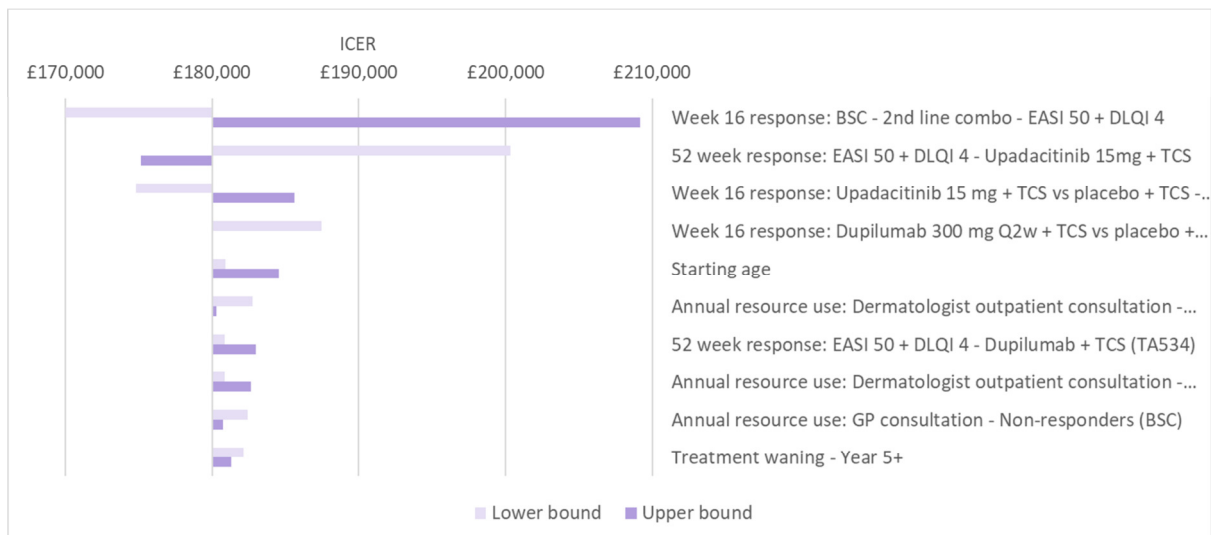 ICER
£170,000 £180,000 £190,000 £200,000 £210,000
Week 16 response: BSC - 2nd line combo - EASI 50 + DLQI 4
52 week response: EASI 50 + DLQI 4 - Upadacitinib 15mg + TCS
Week 16 response: Upadacitinib 15 mg + TCS vs placebo + TCS -...
Week 16 response: Dupilumab 300 mg Q2w + TCS vs placebo +...
Starting age
Annual resource use: Dermatologist outpatient consultation -...
52 week response: EASI 50 + DLQI 4 - Dupilumab + TCS (TA534)
Annual resource use: Dermatologist outpatient consultation -...
Annual resource use: GP consultation - Non-responders (BSC)
Treatment waning - Year 5+
Lower bound Upper bound